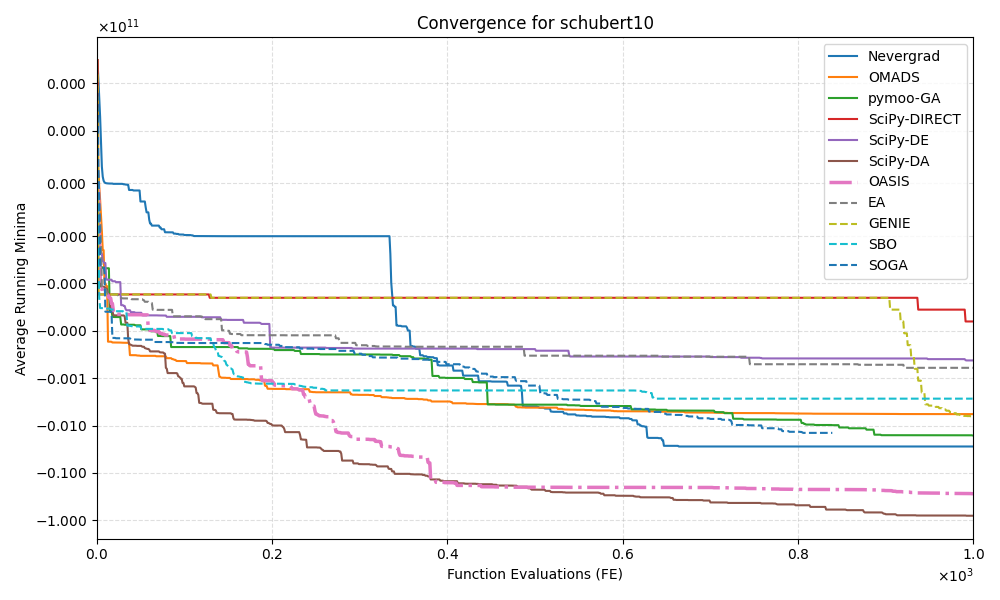 Convergence for schubert10
×10¹¹
Average Running Minima
0.000
0.000
0.000
−0.000
−0.000
−0.000
−0.001
−0.010
−0.100
−1.000
Nevergrad
OMADS
pymoo-GA
SciPy-DIRECT
SciPy-DE
SciPy-DA
OASIS
EA
GENIE
SBO
SOGA
0.0 0.2 0.4 0.6 0.8 1.0
Function Evaluations (FE)
×10³